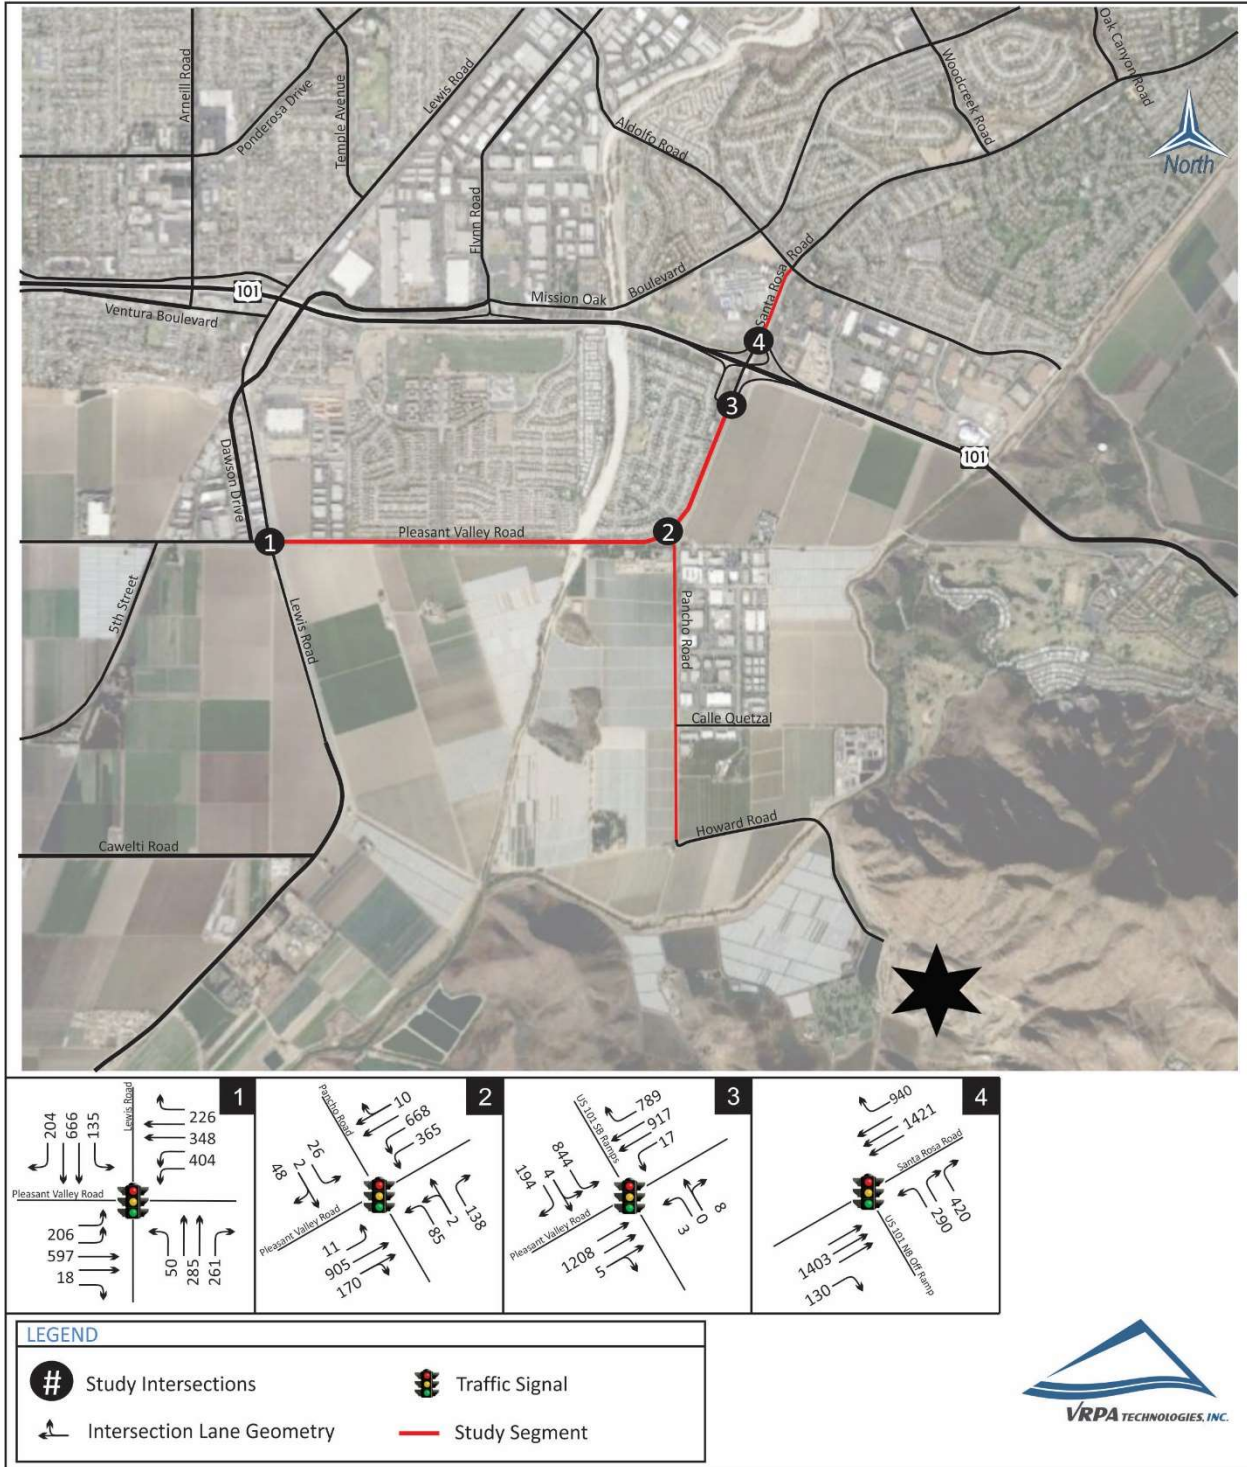 Arneill Road
Ponderosa Drive
Temple Avenue
Lewis Road
Flynn Road
Aldolfo Road
Woodcreek Road
Oak Canyon Road
North
101
Ventura Boulevard
Mission Oak
Boulevard
Santa Rosa Road
4
3
101
Dawson Drive
1
Pleasant Valley Road
2
5th Street
Lewis Road
Pancho Road
Calle Quetzal
Howard Road
Cawelti Road
1
Lewis Road
204
666
135
226
348
404
Pleasant Valley Road
206
597
18
50
285
261
2
Pancho Road
10
668
365
26
2
48
Pleasant Valley Road
11
905
170
85
2
138
3
US 101 SB Ramps
789
917
17
844
4
194
Pleasant Valley Road
1208
5
3
0
8
4
940
1421
Santa Rosa Road
420
290
1403
130
US 101 NB Off Ramp
LEGEND
# Study Intersections
Traffic Signal
Intersection Lane Geometry
Study Segment
VRPA TECHNOLOGIES, INC.